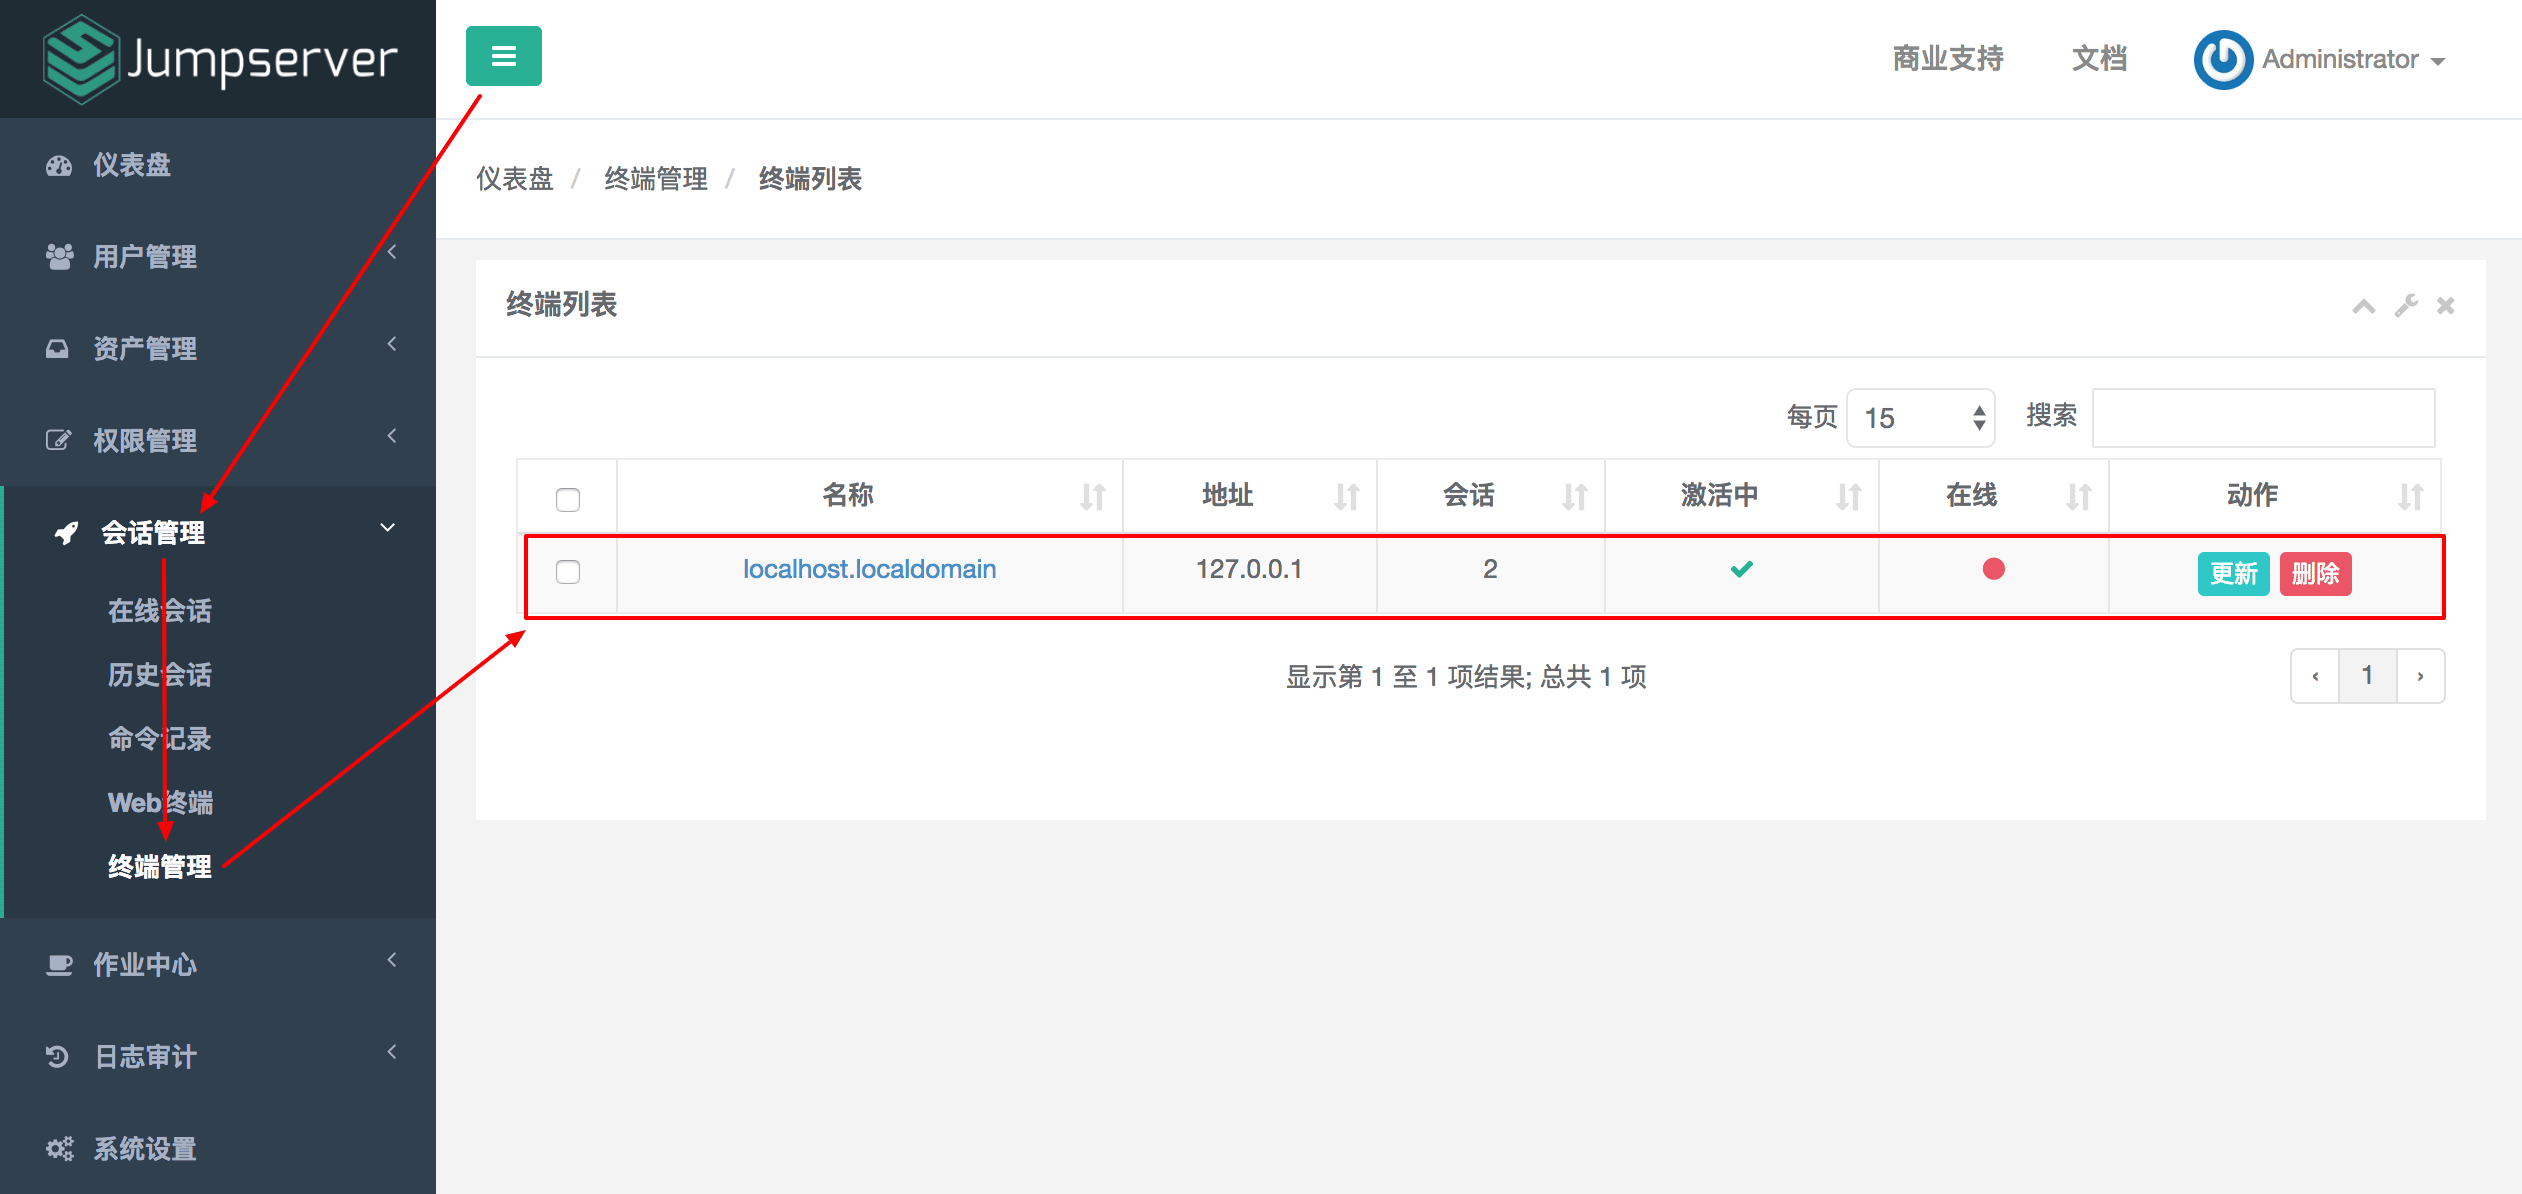 Jumpserver
商业支持 文档 Administrator
仪表盘
用户管理
资产管理
权限管理
会话管理
在线会话
历史会话
命令记录
Web终端
终端管理
作业中心
日志审计
系统设置
仪表盘 / 终端管理 / 终端列表
终端列表
每页 15 搜索
名称 地址 会话 激活中 在线 动作
localhost.localdomain 127.0.0.1 2 更新 删除
显示第 1 至 1 项结果; 总共 1 项
‹ 1 ›